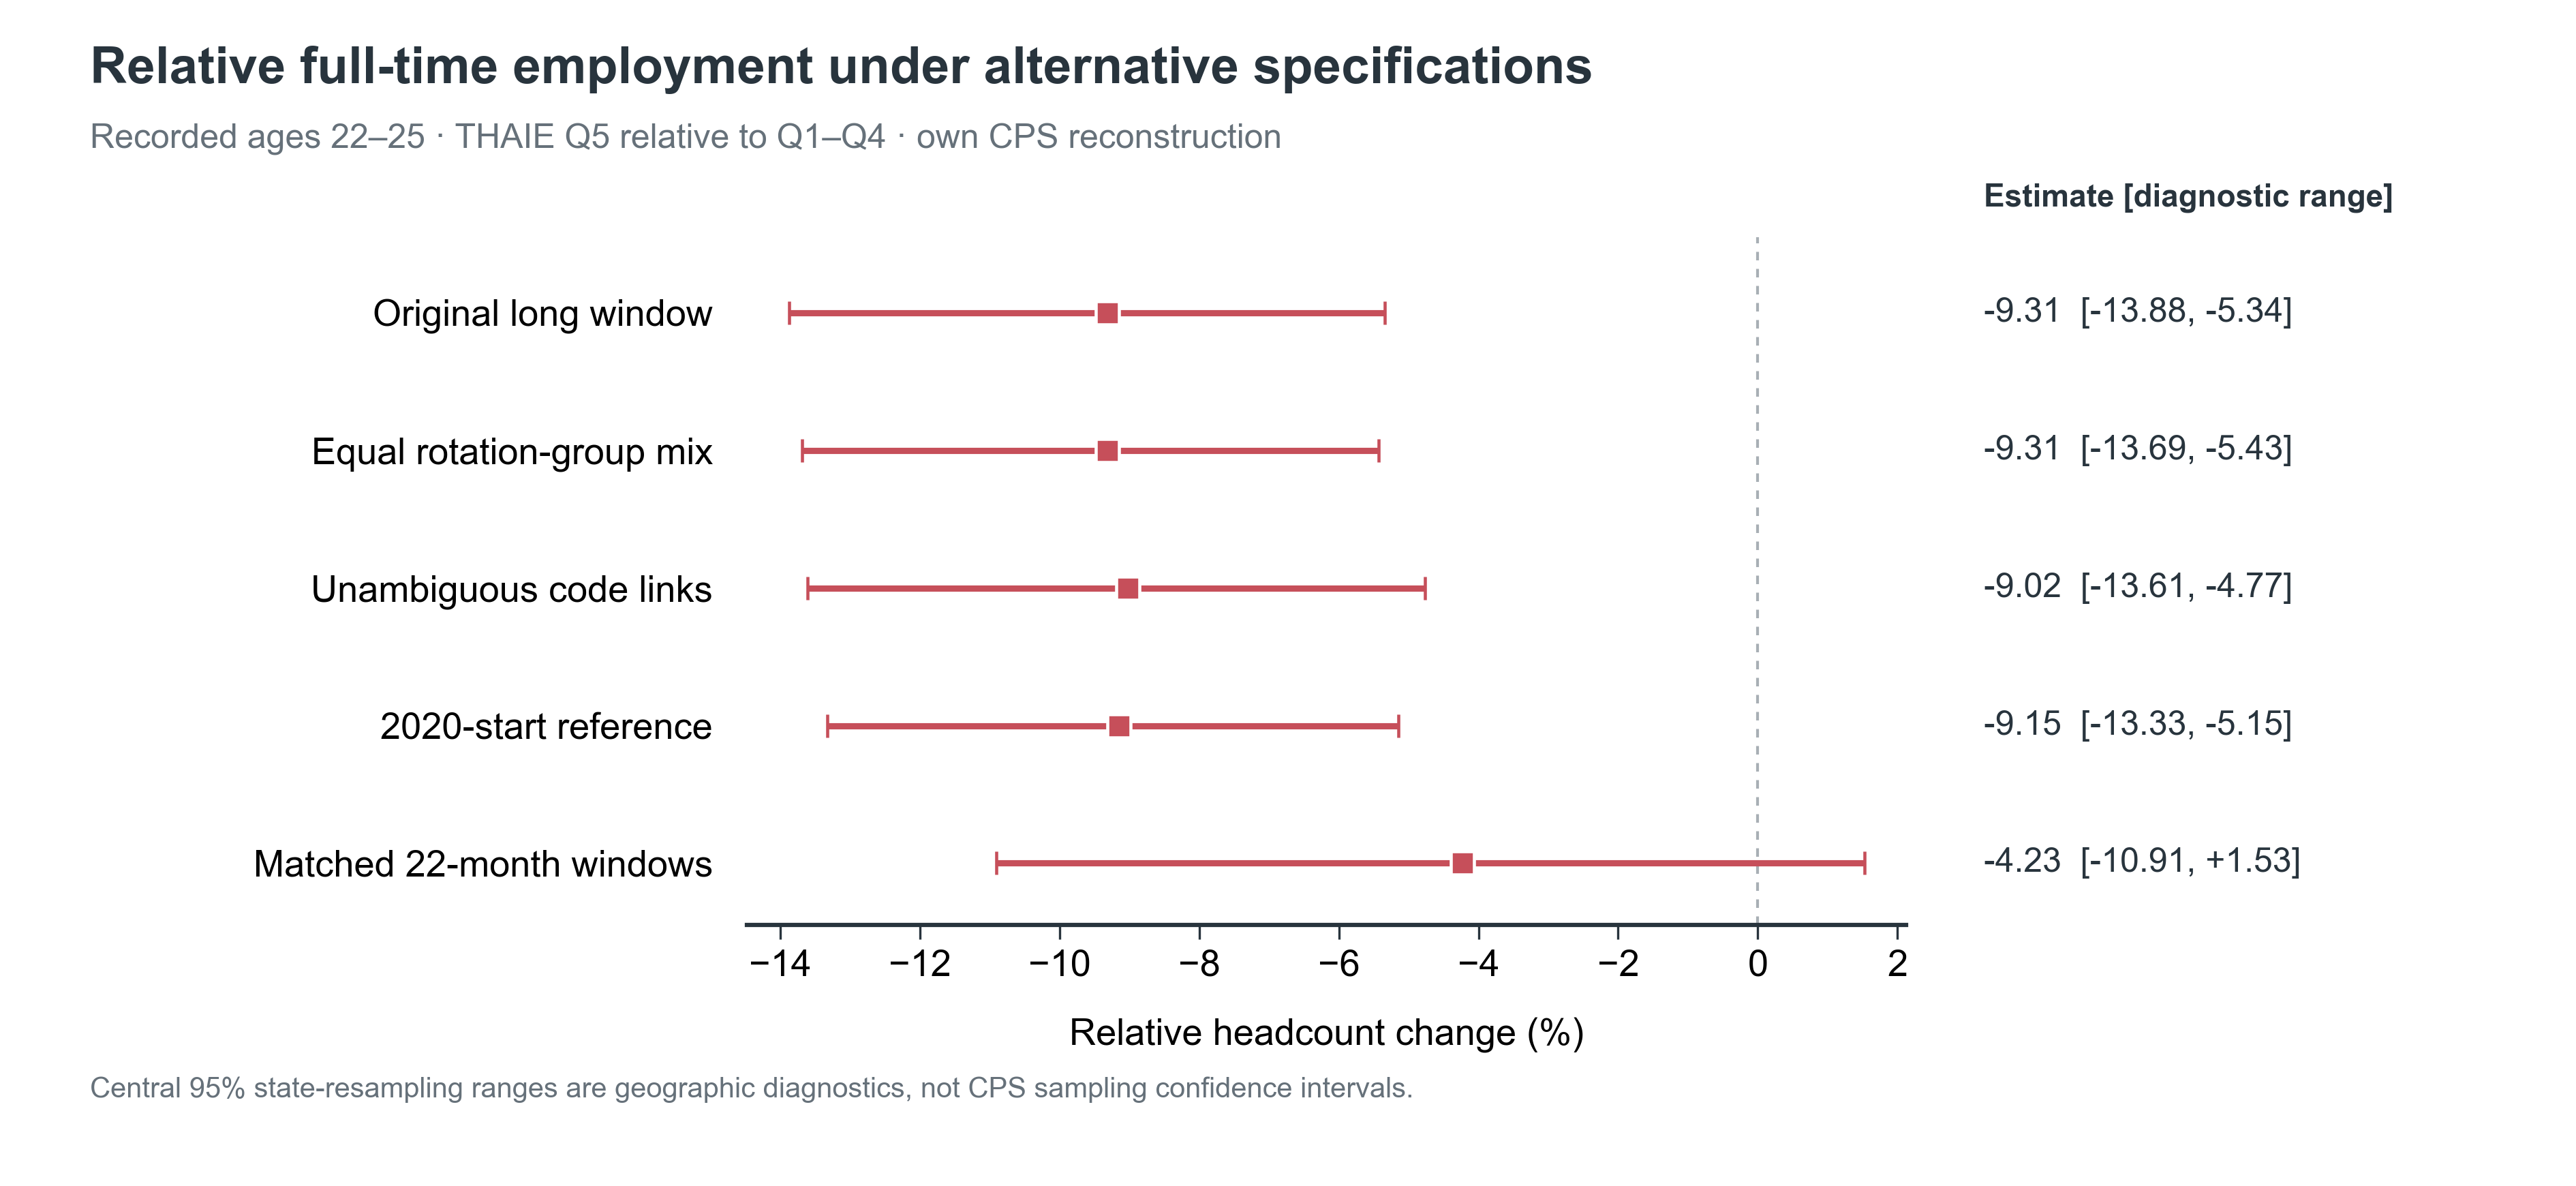 Relative full-time employment under alternative specifications
Recorded ages 22–25 · THAIE Q5 relative to Q1–Q4 · own CPS reconstruction
Estimate [diagnostic range]
Original long window -9.31 [-13.88, -5.34]
Equal rotation-group mix -9.31 [-13.69, -5.43]
Unambiguous code links -9.02 [-13.61, -4.77]
2020-start reference -9.15 [-13.33, -5.15]
Matched 22-month windows -4.23 [-10.91, +1.53]
−14 −12 −10 −8 −6 −4 −2 0 2
Relative headcount change (%)
Central 95% state-resampling ranges are geographic diagnostics, not CPS sampling confidence intervals.